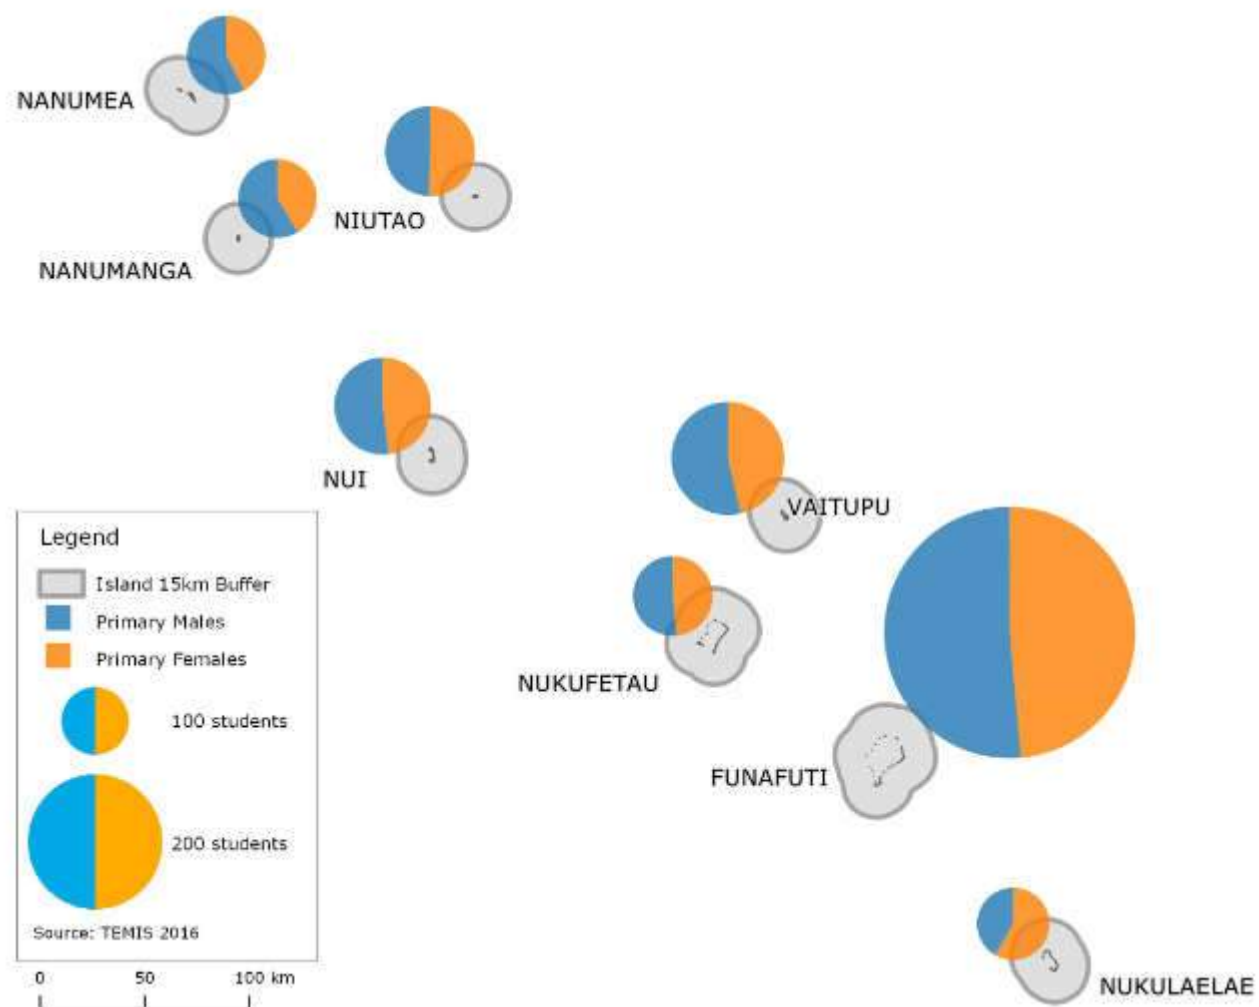 NANUMEA
NIUTAO
NANUMANGA
NUI
VAITUPU
NUKUFETAU
FUNAFUTI
NUKULAELAE
Legend
Island 15km Buffer
Primary Males
Primary Females
100 students
200 students
Source: TEMIS 2016
0 50 100 km